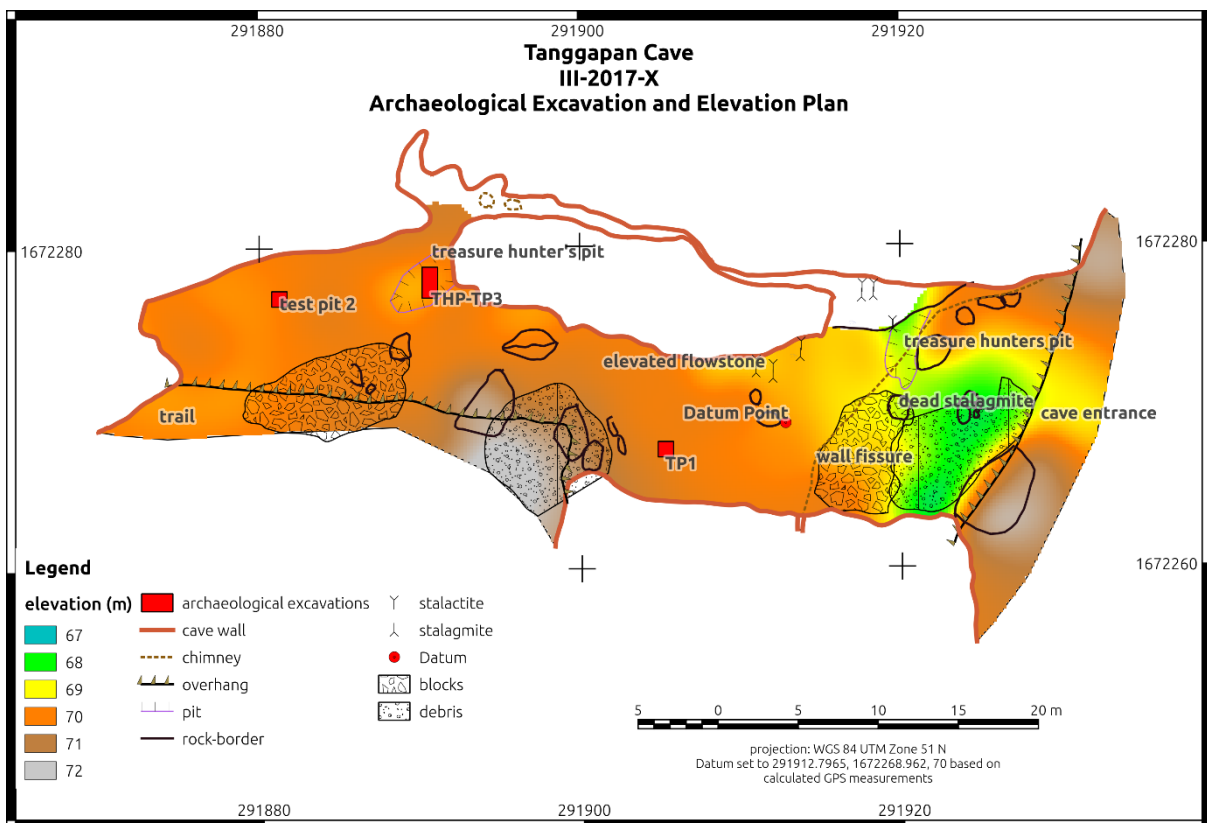 291880 291900 291920
Tanggapan Cave
III-2017-X
Archaeological Excavation and Elevation Plan
1672280 1672280
treasure hunter's pit
test pit 2
THP-TP3
treasure hunters pit
elevated flowstone
dead stalagmite
trail
Datum Point
cave entrance
wall fissure
TP1
1672260
Legend
elevation (m)
67
68
69
70
71
72
archaeological excavations
cave wall
chimney
overhang
pit
rock-border
stalactite
stalagmite
Datum
blocks
debris
5 0 5 10 15 20 m
projection: WGS 84 UTM Zone 51 N
Datum set to 291912.7965, 1672268.962, 70 based on
calculated GPS measurements
291880 291900 291920